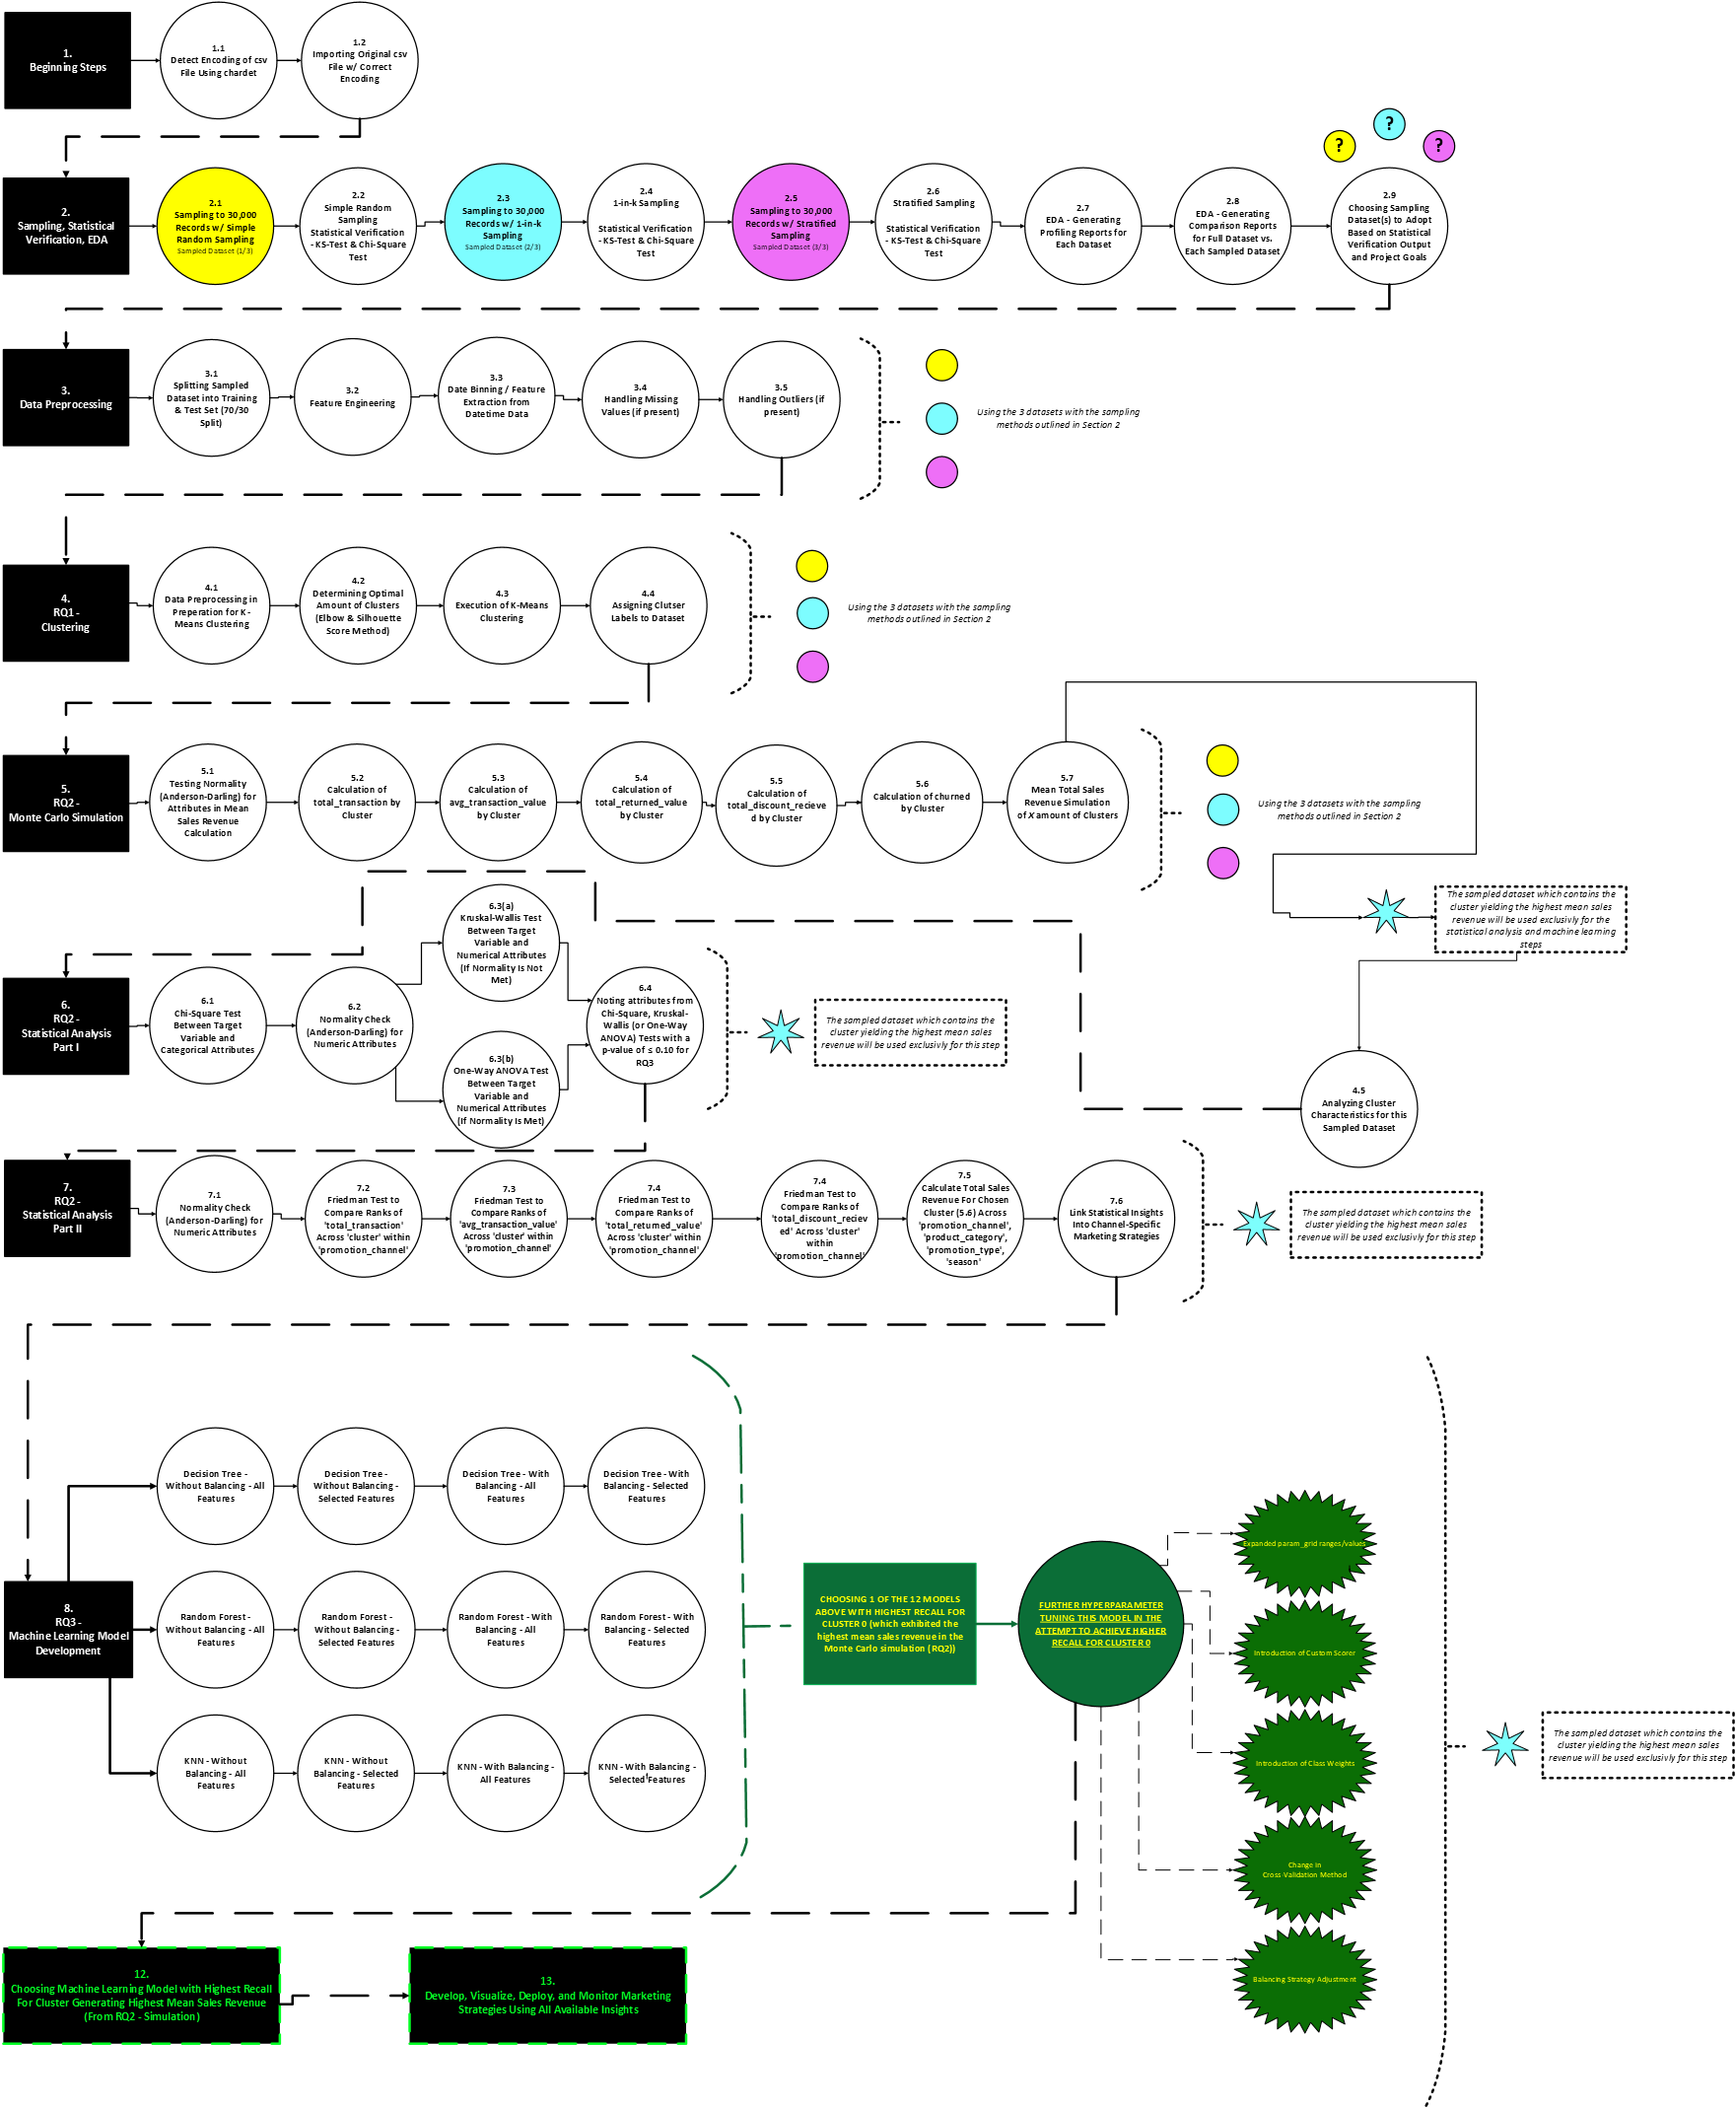 1.
Beginning Steps
1.1
Detect Encoding of csv
File Using chardet
1.2
Importing Original csv
File w/ Correct
Encoding
?
?
?
2.
Sampling, Statistical
Verification, EDA
2.1
Sampling to 30,000
Records w/ Simple
Random Sampling
Sampled Dataset (1/3)
2.2
Simple Random
Sampling
Statistical Verification
- KS-Test & Chi-Square
Test
2.3
Sampling to 30,000
Records w/ 1-in-k
Sampling
Sampled Dataset (2/3)
2.4
1-in-k Sampling
Statistical Verification
- KS-Test & Chi-Square
Test
2.5
Sampling to 30,000
Records w/ Stratified
Sampling
Sampled Dataset (3/3)
2.6
Stratified Sampling
Statistical Verification
- KS-Test & Chi-Square
Test
2.7
EDA - Generating
Profiling Reports for
Each Dataset
2.8
EDA - Generating
Comparison Reports
for Full Dataset vs.
Each Sampled Dataset
2.9
Choosing Sampling
Dataset(s) to Adopt
Based on Statistical
Verification Output
and Project Goals
3.
Data Preprocessing
3.1
Splitting Sampled
Dataset into Training
& Test Set (70/30
Split)
3.2
Feature Engineering
3.3
Date Binning / Feature
Extraction from
Datetime Data
3.4
Handling Missing
Values (if present)
3.5
Handling Outliers (if
present)
Using the 3 datasets with the sampling
methods outlined in Section 2
4.
RQ1 -
Clustering
4.1
Data Preprocessing in
Preperation for K-
Means Clustering
4.2
Determining Optimal
Amount of Clusters
(Elbow & Silhouette
Score Method)
4.3
Execution of K-Means
Clustering
4.4
Assigning Clutser
Labels to Dataset
Using the 3 datasets with the sampling
methods outlined in Section 2
5.
RQ2 -
Monte Carlo Simulation
5.1
Testing Normality
(Anderson-Darling) for
Attributes in Mean
Sales Revenue
Calculation
5.2
Calculation of
total_transaction by
Cluster
5.3
Calculation of
avg_transaction_value
by Cluster
5.4
Calculation of
total_returned_value
by Cluster
5.5
Calculation of
total_discount_recieve
d by Cluster
5.6
Calculation of churned
by Cluster
5.7
Mean Total Sales
Revenue Simulation
of X amount of Clusters
Using the 3 datasets with the sampling
methods outlined in Section 2
The sampled dataset which contains the
cluster yielding the highest mean sales
revenue will be used exclusivly for the
statistical analysis and machine learning
steps
6.
RQ2 -
Statistical Analysis
Part I
6.1
Chi-Square Test
Between Target
Variable and
Categorical Attributes
6.2
Normality Check
(Anderson-Darling) for
Numeric Attributes
6.3(a)
Kruskal-Wallis Test
Between Target
Variable and
Numerical Attributes
(If Normality Is Not
Met)
6.3(b)
One-Way ANOVA Test
Between Target
Variable and
Numerical Attributes
(If Normality Is Met)
6.4
Noting attributes from
Chi-Square, Kruskal-
Wallis (or One-Way
ANOVA) Tests with a
p-value of ≤ 0.10 for
RQ3
The sampled dataset which contains the
cluster yielding the highest mean sales
revenue will be used exclusivly for this step
4.5
Analyzing Cluster
Characteristics for this
Sampled Dataset
7.
RQ2 -
Statistical Analysis
Part II
7.1
Normality Check
(Anderson-Darling) for
Numeric Attributes
7.2
Friedman Test to
Compare Ranks of
'total_transaction'
Across 'cluster' within
'promotion_channel'
7.3
Friedman Test to
Compare Ranks of
'avg_transaction_value'
Across 'cluster' within
'promotion_channel'
7.4
Friedman Test to
Compare Ranks of
'total_returned_value'
Across 'cluster' within
'promotion_channel'
7.4
Friedman Test to
Compare Ranks of
'total_discount_reciev
ed' Across 'cluster'
within
'promotion_channel'
7.5
Calculate Total Sales
Revenue For Chosen
Cluster (5.6) Across
'promotion_channel',
'product_category',
'promotion_type',
'season'
7.6
Link Statistical Insights
Into Channel-Specific
Marketing Strategies
The sampled dataset which contains the
cluster yielding the highest mean sales
revenue will be used exclusivly for this step
8.
RQ3 -
Machine Learning Model
Development
Decision Tree -
Without Balancing - All
Features
Decision Tree -
Without Balancing -
Selected Features
Decision Tree - With
Balancing - All
Features
Decision Tree - With
Balancing - Selected
Features
Random Forest -
Without Balancing - All
Features
Random Forest -
Without Balancing -
Selected Features
Random Forest - With
Balancing - All
Features
Random Forest - With
Balancing - Selected
Features
KNN - Without
Balancing - All
Features
KNN - Without
Balancing - Selected
Features
KNN - With Balancing -
All Features
KNN - With Balancing -
Selected Features
CHOOSING 1 OF THE 12 MODELS
ABOVE WITH HIGHEST RECALL FOR
CLUSTER 0 (which exhibited the
highest mean sales revenue in the
Monte Carlo simulation (RQ2))
FURTHER HYPERPARAMETER
TUNING THIS MODEL IN THE
ATTEMPT TO ACHIEVE HIGHER
RECALL FOR CLUSTER 0
Expanded param_grid ranges/values
Introduction of Custom Scorer
Introduction of Class Weights
Change in
Cross Validation Method
Balancing Strategy Adjustment
The sampled dataset which contains the
cluster yielding the highest mean sales
revenue will be used exclusivly for this step
12.
Choosing Machine Learning Model with Highest Recall
For Cluster Generating Highest Mean Sales Revenue
(From RQ2 - Simulation)
13.
Develop, Visualize, Deploy, and Monitor Marketing
Strategies Using All Available Insights